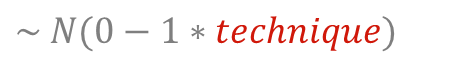 ~ N(0 − 1 ∗ technique)